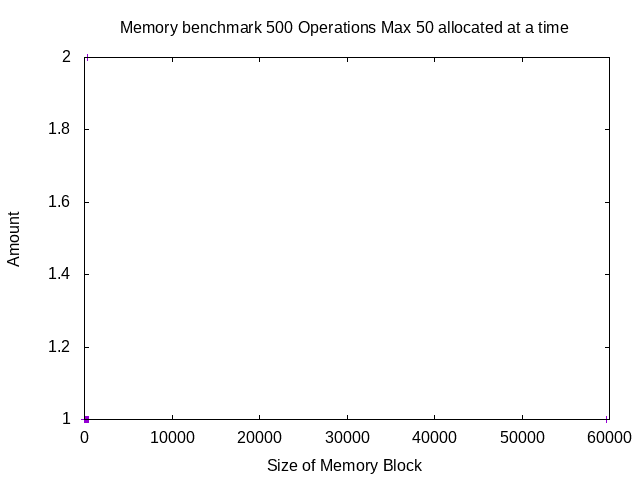 Memory benchmark 500 Operations Max 50 allocated at a time
2
1.8
1.6
1.4
1.2
1
Amount
0 10000 20000 30000 40000 50000 60000
Size of Memory Block